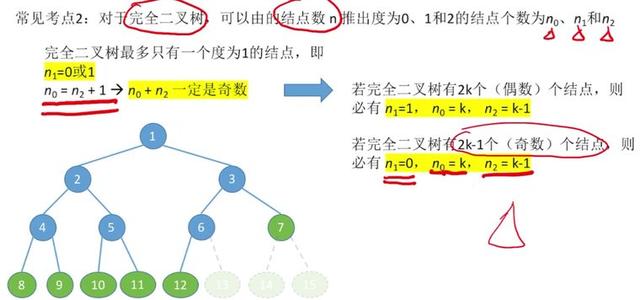 常见考点2：对于完全二叉树，可以由的结点数 n 推出度为0、1和2的结点个数为n₀、n₁和n₂
完全二叉树最多只有一个度为1的结点，即
n₁=0或1
n₀ = n₂ + 1 → n₀ + n₂ 一定是奇数
若完全二叉树有2k个（偶数）个结点，则
必有 n₁=1， n₀ = k， n₂ = k-1
若完全二叉树有2k-1个（奇数）个结点，则
必有 n₁=0， n₀ = k， n₂ = k-1
1
2 3
4 5 6 7
8 9 10 11 12 13 14 15